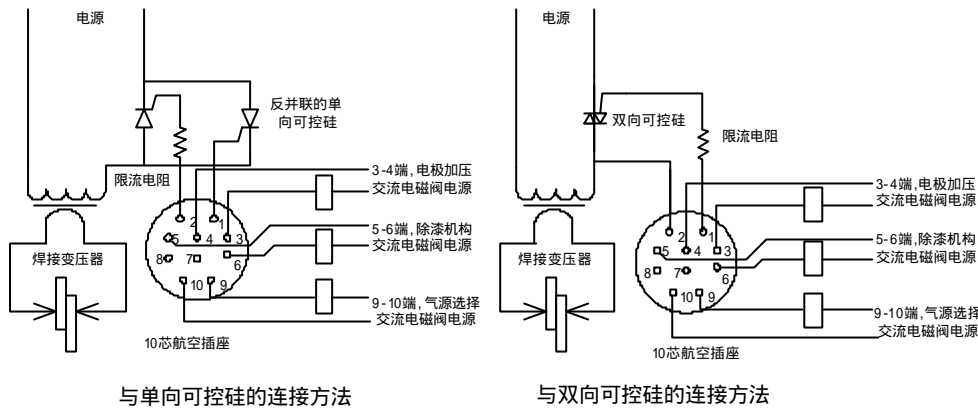 电源
反并联的单
向可控硅
限流电阻
3-4端,电极加压
交流电磁阀电源
2 1
5 4 3
5-6端,除漆机构
8 7 6
交流电磁阀电源
焊接变压器
10 9
9-10端,气源选择
交流电磁阀电源
10芯航空插座
与单向可控硅的连接方法
电源
双向可控硅
限流电阻
3-4端,电极加压
交流电磁阀电源
2 1
5 4 3
5-6端,除漆机构
8 7 6
交流电磁阀电源
焊接变压器
10 9
9-10端,气源选择
交流电磁阀电源
10芯航空插座
与双向可控硅的连接方法